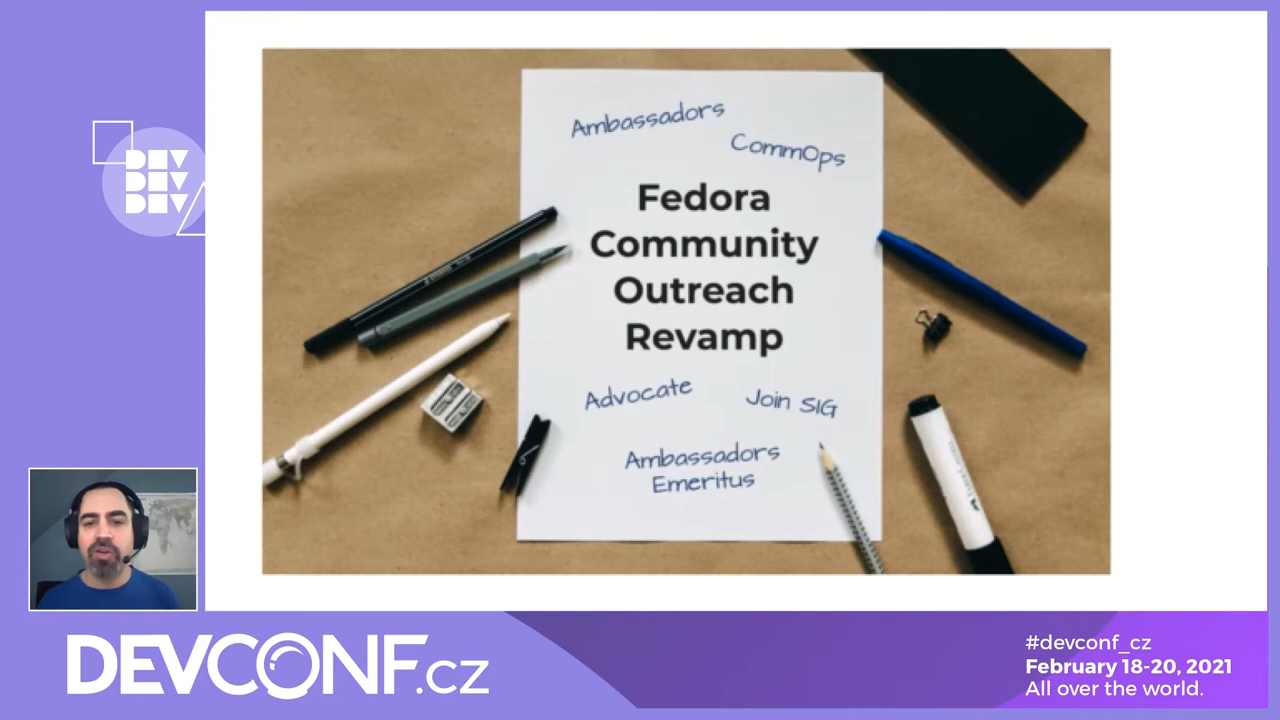 Ambassadors
CommOps
Fedora
Community
Outreach
Revamp
Advocate
Join SIG
Ambassadors
Emeritus
DEV
DEV
DEV
DEVCONF.cz
#devconf_cz
February 18-20, 2021
All over the world.